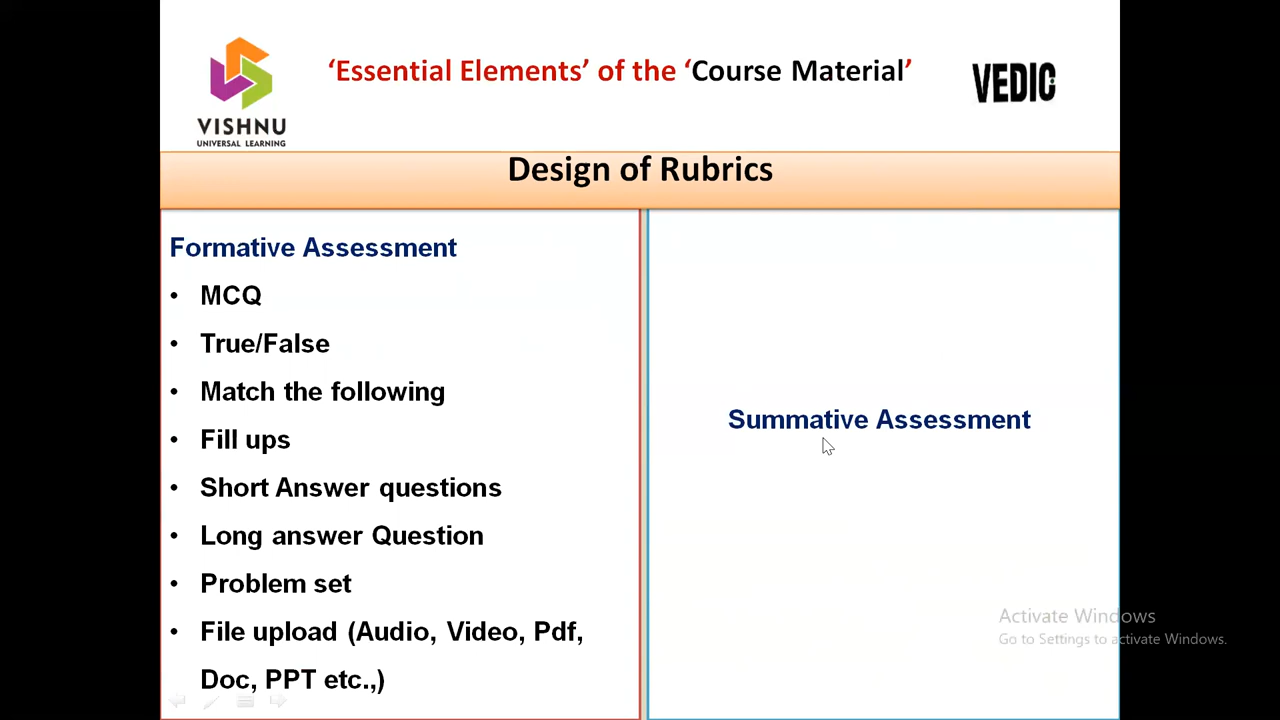 ‘Essential Elements’ of the ‘Course Material’
VISHNU
UNIVERSAL LEARNING
VEDIC
Design of Rubrics
Formative Assessment
• MCQ
• True/False
• Match the following
• Fill ups
• Short Answer questions
• Long answer Question
• Problem set
• File upload (Audio, Video, Pdf,
Doc, PPT etc.,)
Summative Assessment
Activate Windows
Go to Settings to activate Windows.